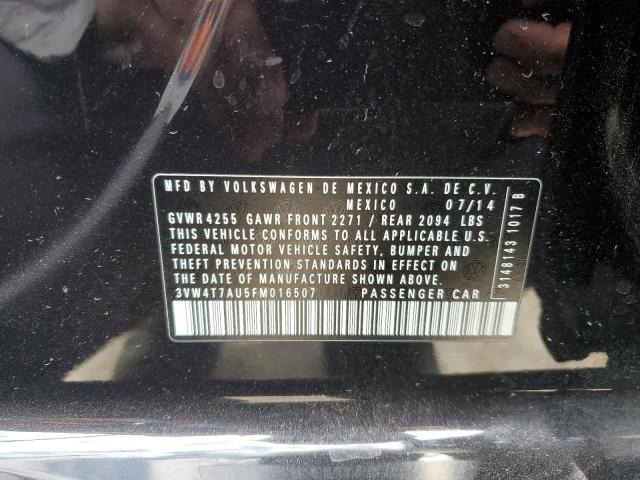 MFD BY VOLKSWAGEN DE MEXICO S.A. DE C.V.
MEXICO 07/14
GVWR 4255 GAWR FRONT 2271 / REAR 2094 LBS
THIS VEHICLE CONFORMS TO ALL APPLICABLE U.S.
FEDERAL MOTOR VEHICLE SAFETY, BUMPER AND
THEFT PREVENTION STANDARDS IN EFFECT ON
THE DATE OF MANUFACTURE SHOWN ABOVE.
3VW4T7AU5FM016507 PASSENGER CAR
3148143 1017 B